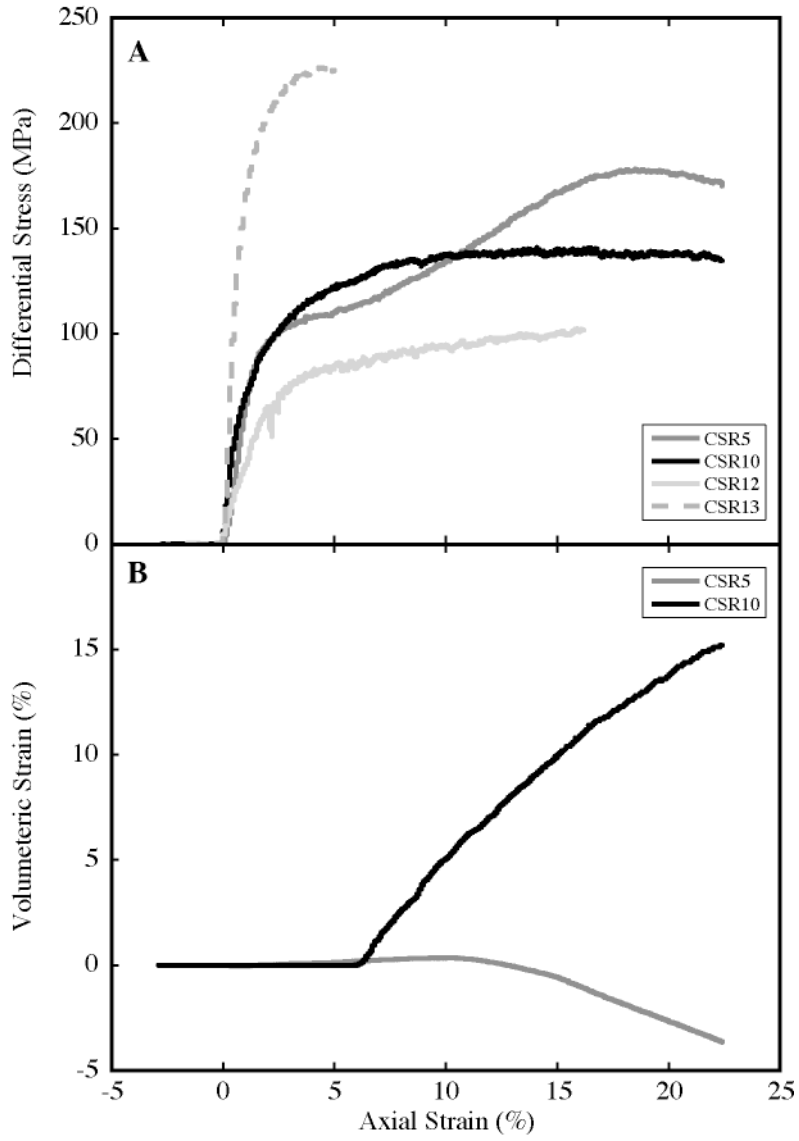 A
250
200
150
100
50
0
Differential Stress (MPa)
CSR5
CSR10
CSR12
CSR13
B
15
10
5
0
-5
Volumeteric Strain (%)
CSR5
CSR10
-5 0 5 10 15 20 25
Axial Strain (%)